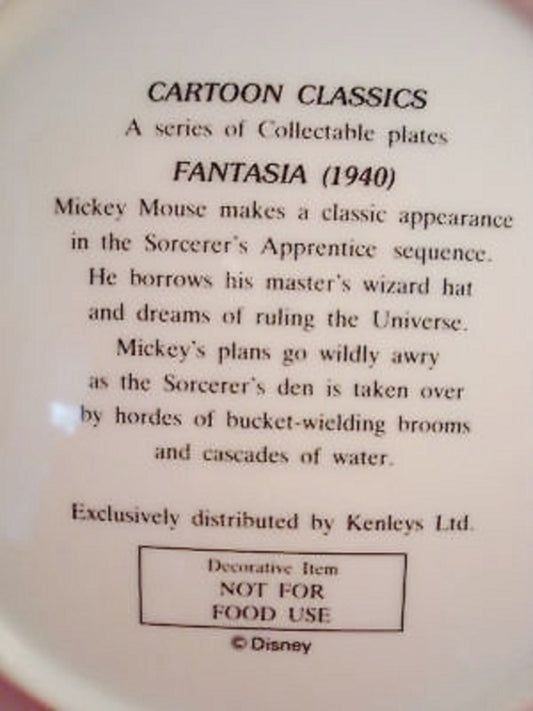 CARTOON CLASSICS
A series of Collectable plates
FANTASIA (1940)
Mickey Mouse makes a classic appearance
in the Sorcerer's Apprentice sequence.
He borrows his master's wizard hat
and dreams of ruling the Universe.
Mickey's plans go wildly awry
as the Sorcerer's den is taken over
by hordes of bucket-wielding brooms
and cascades of water.
Exclusively distributed by Kenleys Ltd.
Decorative Item
NOT FOR
FOOD USE
© Disney